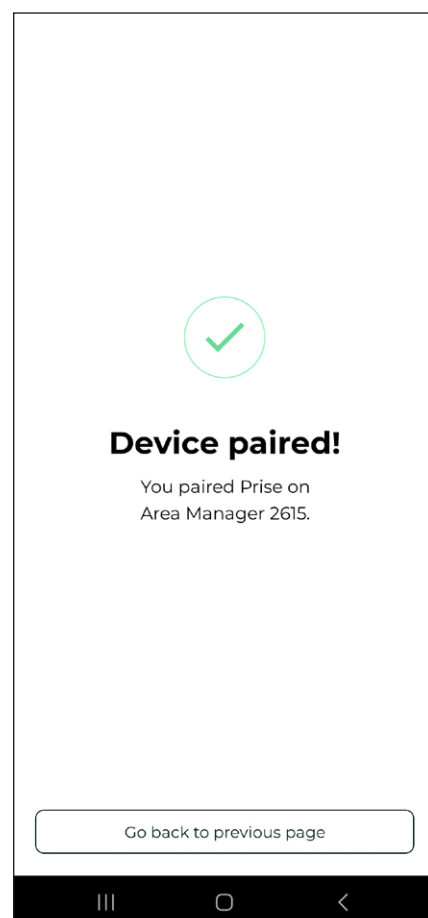 Device paired!
You paired Prise on
Area Manager 2615.
Go back to previous page